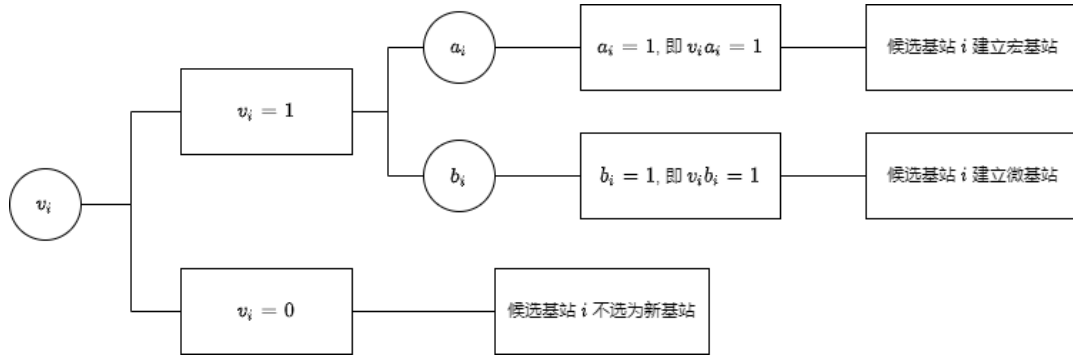 v_i
v_i = 1
a_i
a_i = 1, 即 v_i a_i = 1
候选基站 i 建立宏基站
b_i
b_i = 1, 即 v_i b_i = 1
候选基站 i 建立微基站
v_i = 0
候选基站 i 不选为新基站